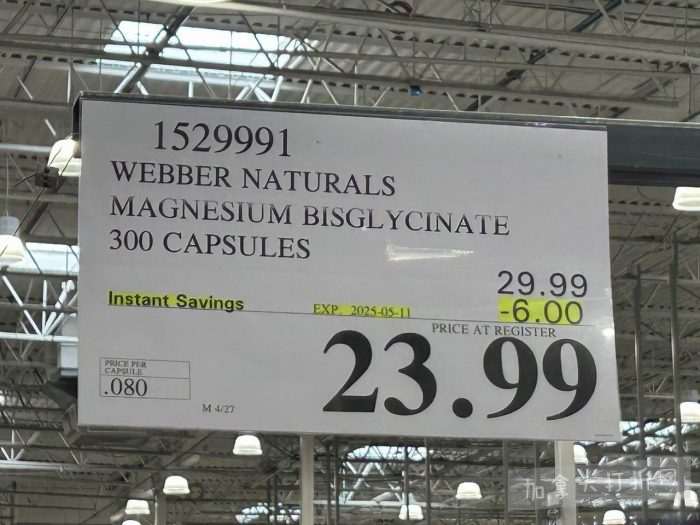 1529991
WEBBER NATURALS
MAGNESIUM BISGLYCINATE
300 CAPSULES
29.99
Instant Savings EXP. 2025-05-11 -6.00
PRICE AT REGISTER
23.99
PRICE PER
CAPSULE
.080
M 4/27
加拿大打折网